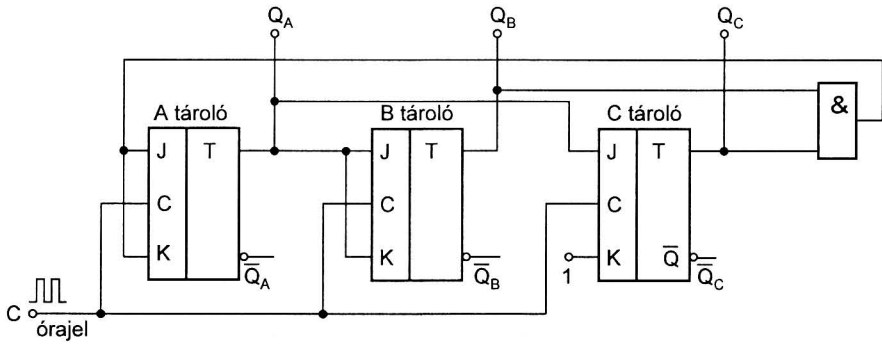 Q_A Q_B Q_C
A tároló B tároló C tároló
&
J T J T J T
C C C
K Q̅_A K Q̅_B K Q̅ Q̅_C
1
C órajel